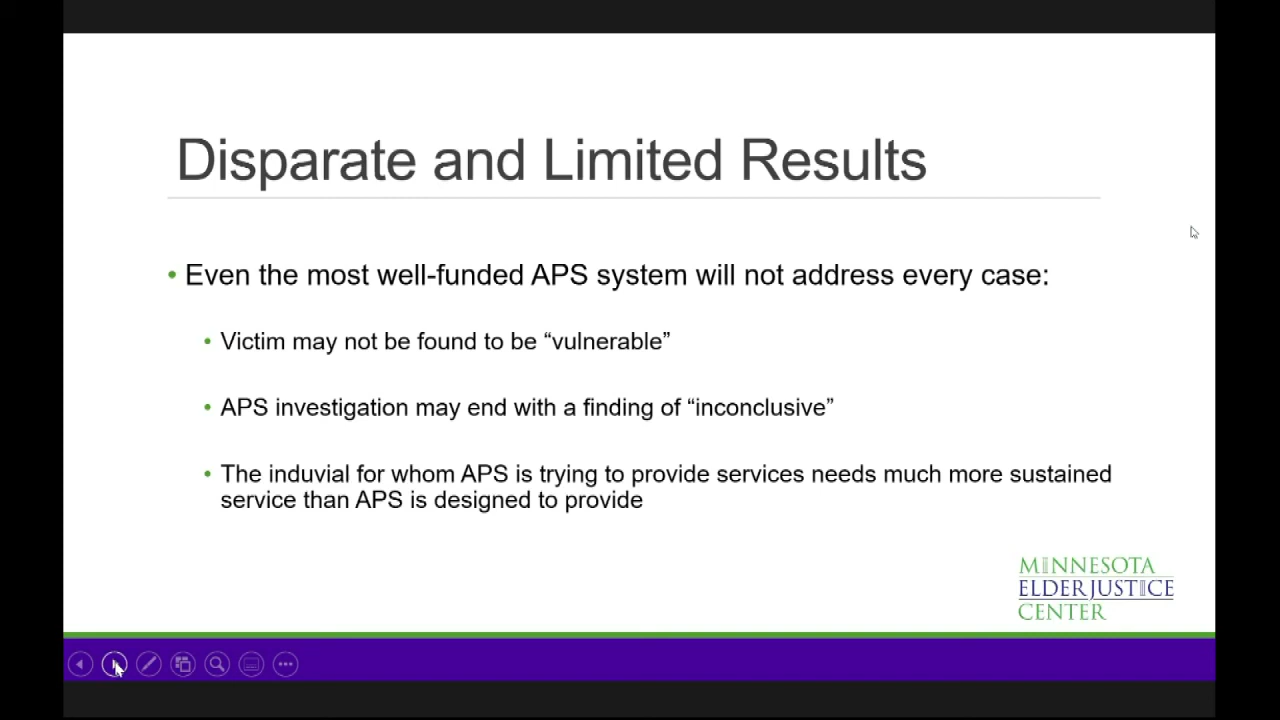 Disparate and Limited Results
• Even the most well-funded APS system will not address every case:
• Victim may not be found to be “vulnerable”
• APS investigation may end with a finding of “inconclusive”
• The induvial for whom APS is trying to provide services needs much more sustained
service than APS is designed to provide
MINNESOTA
ELDER JUSTICE
CENTER